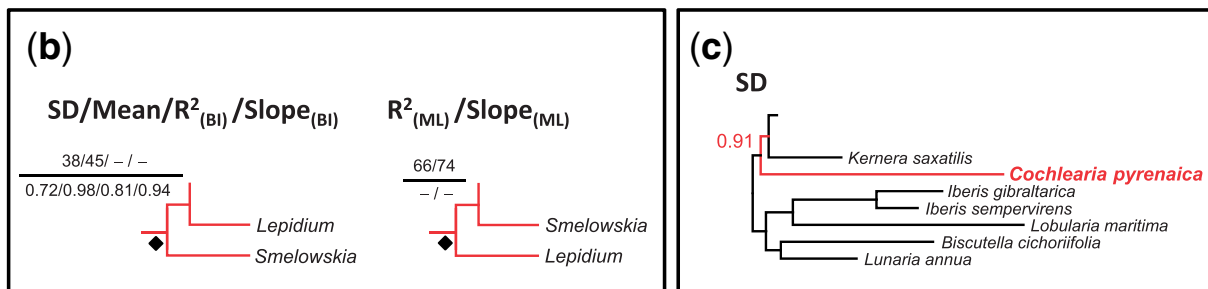 (b)
SD/Mean/R²(BI)/Slope(BI)
38/45/ – / –
0.72/0.98/0.81/0.94
Lepidium
Smelowskia
R²(ML)/Slope(ML)
66/74
– / –
Smelowskia
Lepidium
(c)
SD
0.91
Kernera saxatilis
Cochlearia pyrenaica
Iberis gibraltarica
Iberis sempervirens
Lobularia maritima
Biscutella cichoriifolia
Lunaria annua